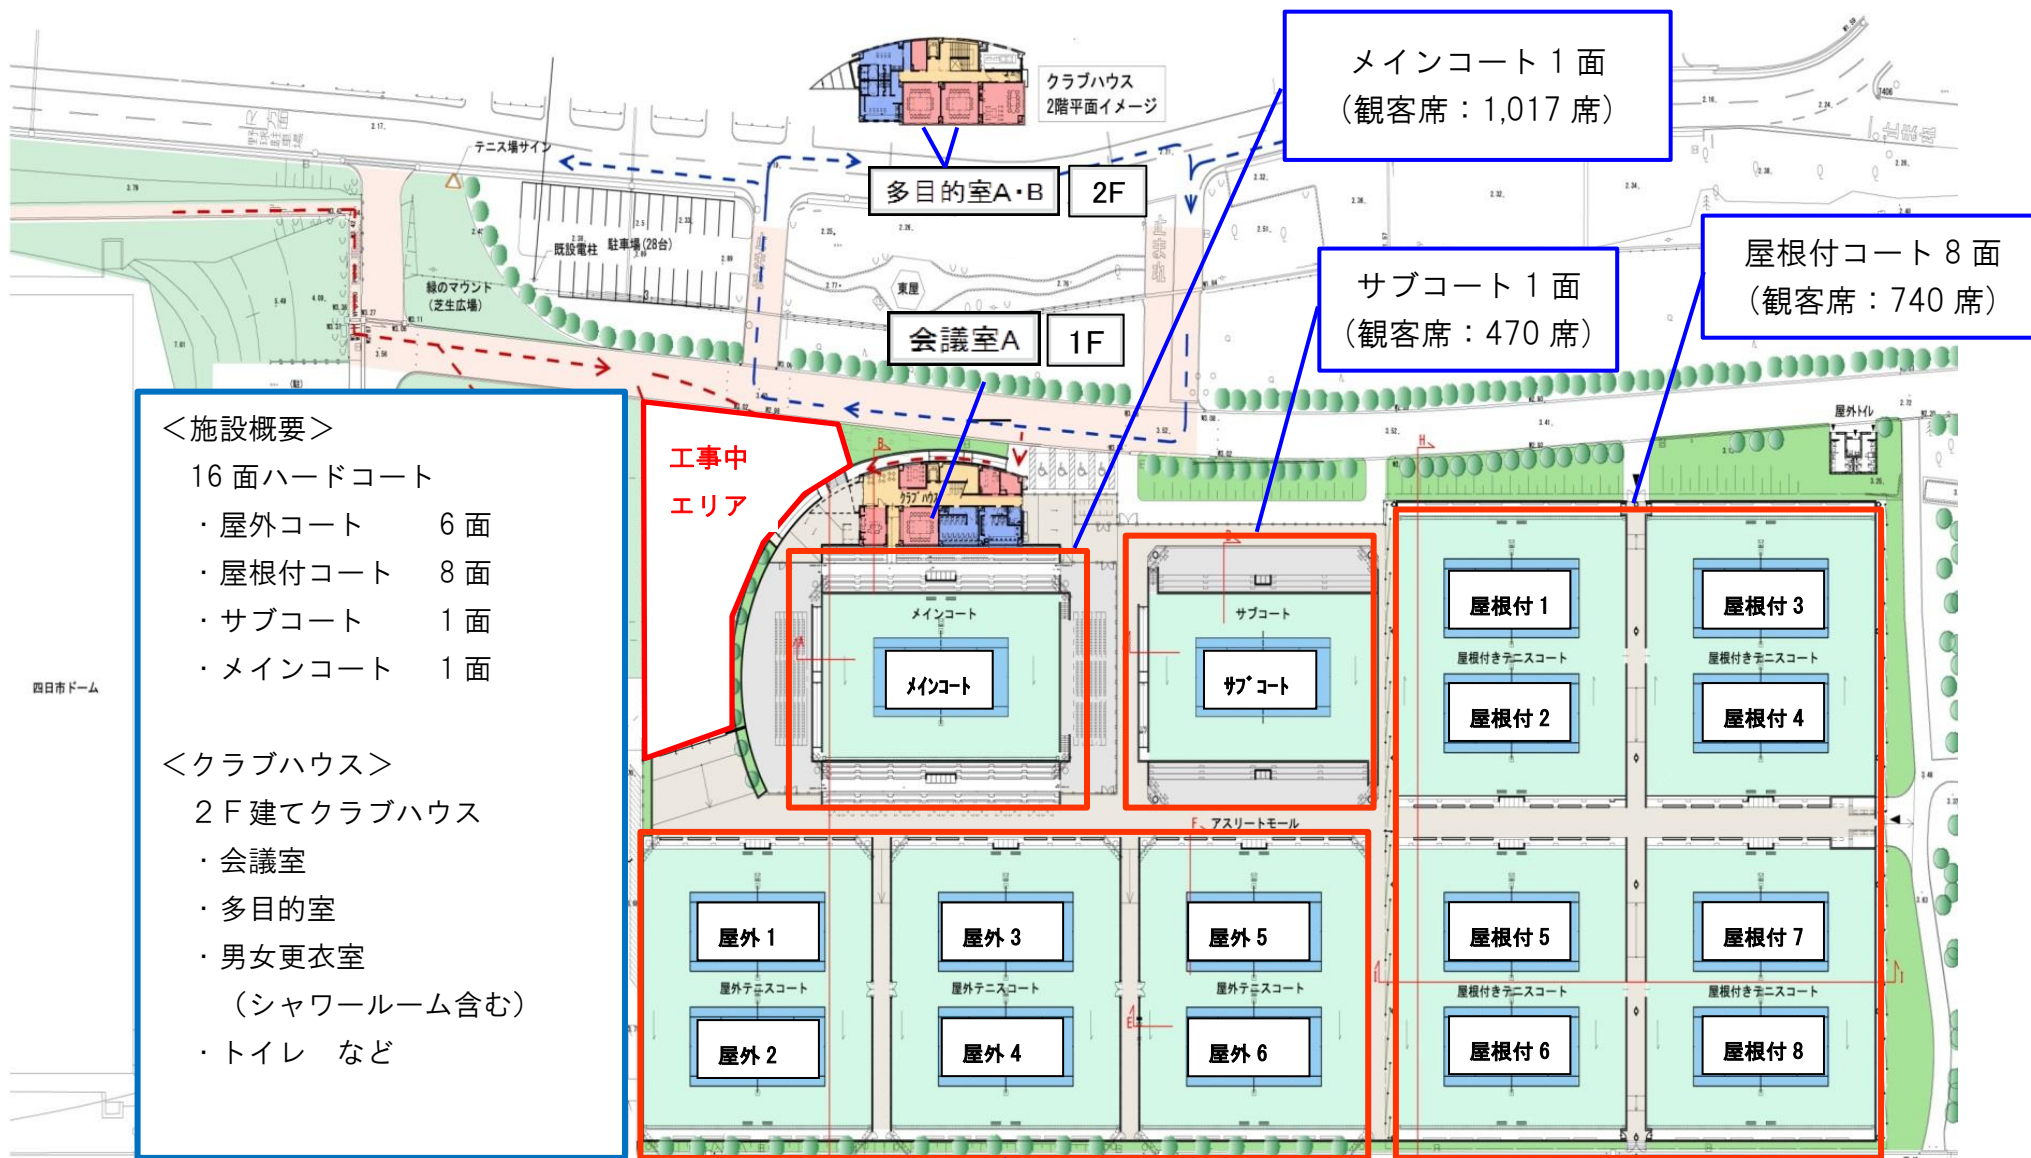 メインコート 1 面
（観客席：1,017 席）
クラブハウス
2階平面イメージ
テニス場サイン
多目的室A・B
2F
屋根付コート 8 面
（観客席：740 席）
サブコート 1 面
（観客席：470 席）
既設電柱
駐車場(28台)
緑のマウンド
（芝生広場）
東屋
会議室A
1F
屋外トイレ
＜施設概要＞
16 面ハードコート
・屋外コート　　6 面
・屋根付コート　8 面
・サブコート　　1 面
・メインコート　1 面
＜クラブハウス＞
２Ｆ建てクラブハウス
・会議室
・多目的室
・男女更衣室
（シャワールーム含む）
・トイレ　など
工事中
エリア
クラブハウス
四日市ドーム
メインコート
メインコート
サブコート
サブコート
屋根付 1
屋根付 3
屋根付きテニスコート
屋根付きテニスコート
屋根付 2
屋根付 4
アスリートモール
屋外 1
屋外 3
屋外 5
屋根付 5
屋根付 7
屋外テニスコート
屋外テニスコート
屋外テニスコート
屋根付きテニスコート
屋根付きテニスコート
屋外 2
屋外 4
屋外 6
屋根付 6
屋根付 8